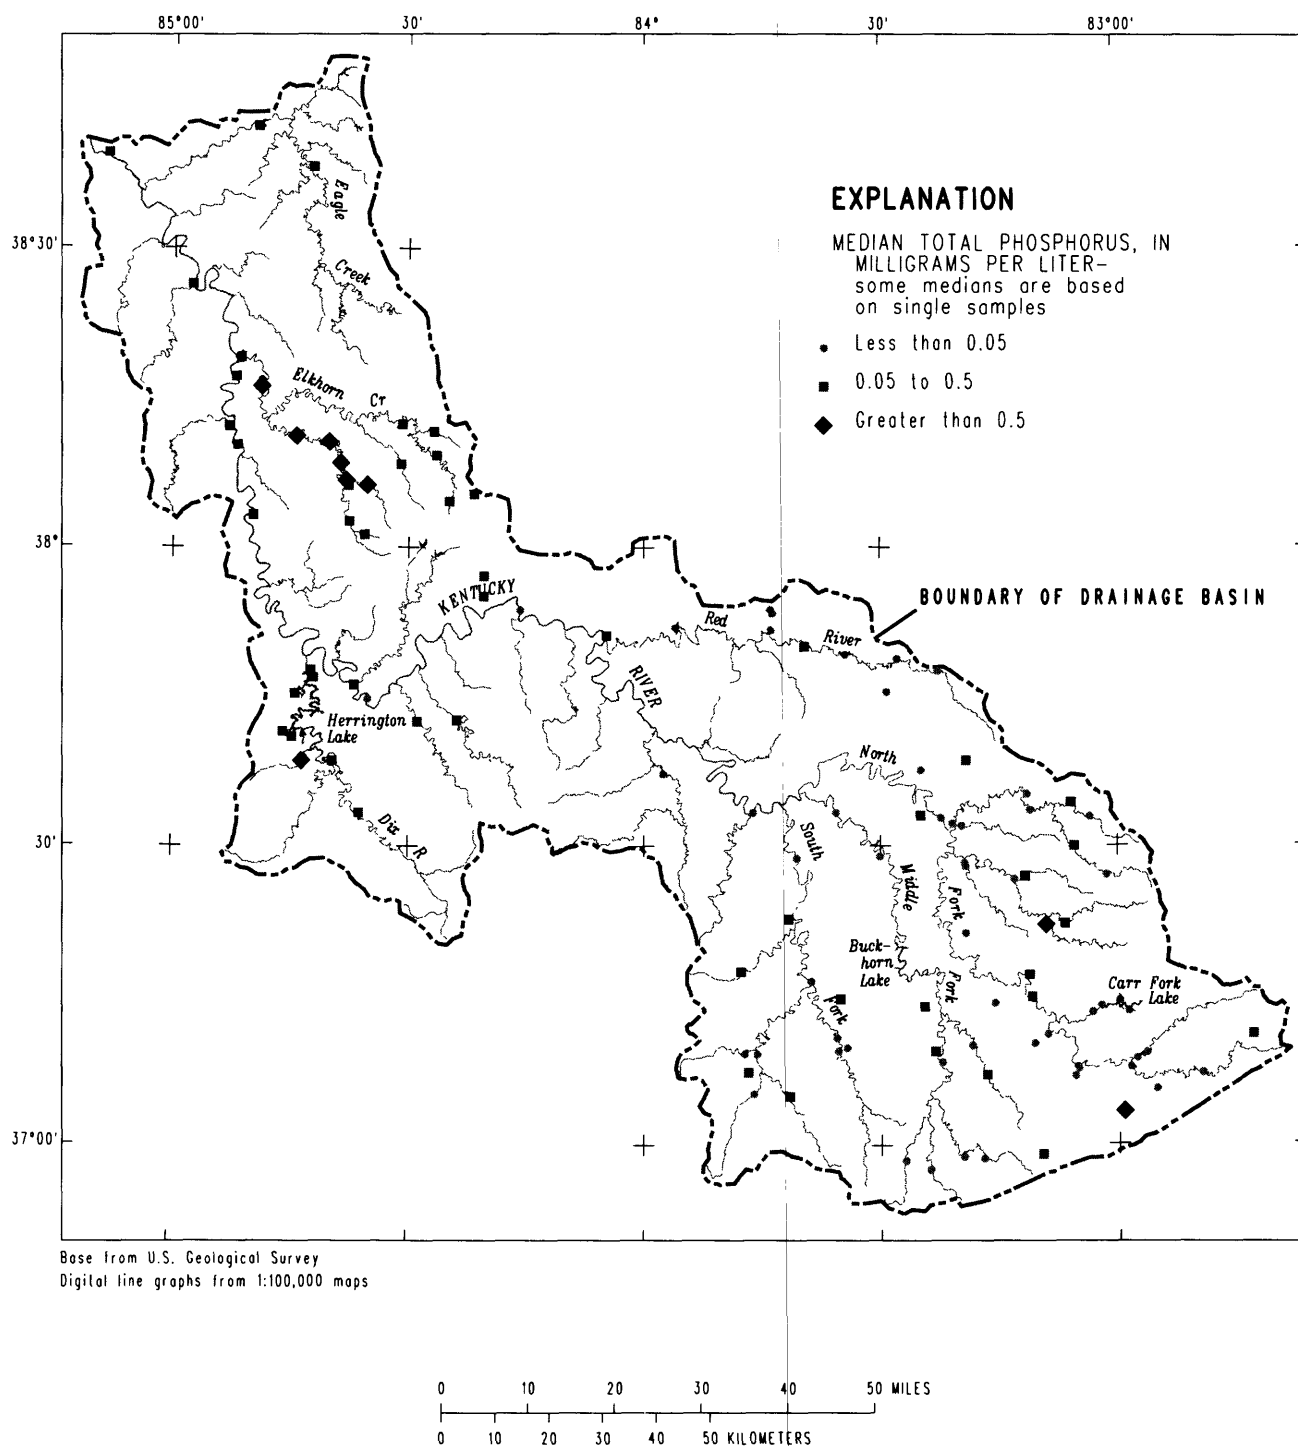 85°00' 30' 84° 30' 83°00'
38°30'
38°
30'
37°00'
EXPLANATION
MEDIAN TOTAL PHOSPHORUS, IN
MILLIGRAMS PER LITER–
some medians are based
on single samples
Less than 0.05
0.05 to 0.5
Greater than 0.5
Eagle
Creek
Elkhorn
Cr
KENTUCKY
RIVER
Red
River
BOUNDARY OF DRAINAGE BASIN
Herrington
Lake
Dix
R
North
South
Middle
Fork
Buck-
horn
Lake
Fork
Fork
Carr Fork
Lake
Base from U.S. Geological Survey
Digital line graphs from 1:100,000 maps
0 10 20 30 40 50 MILES
0 10 20 30 40 50 KILOMETERS